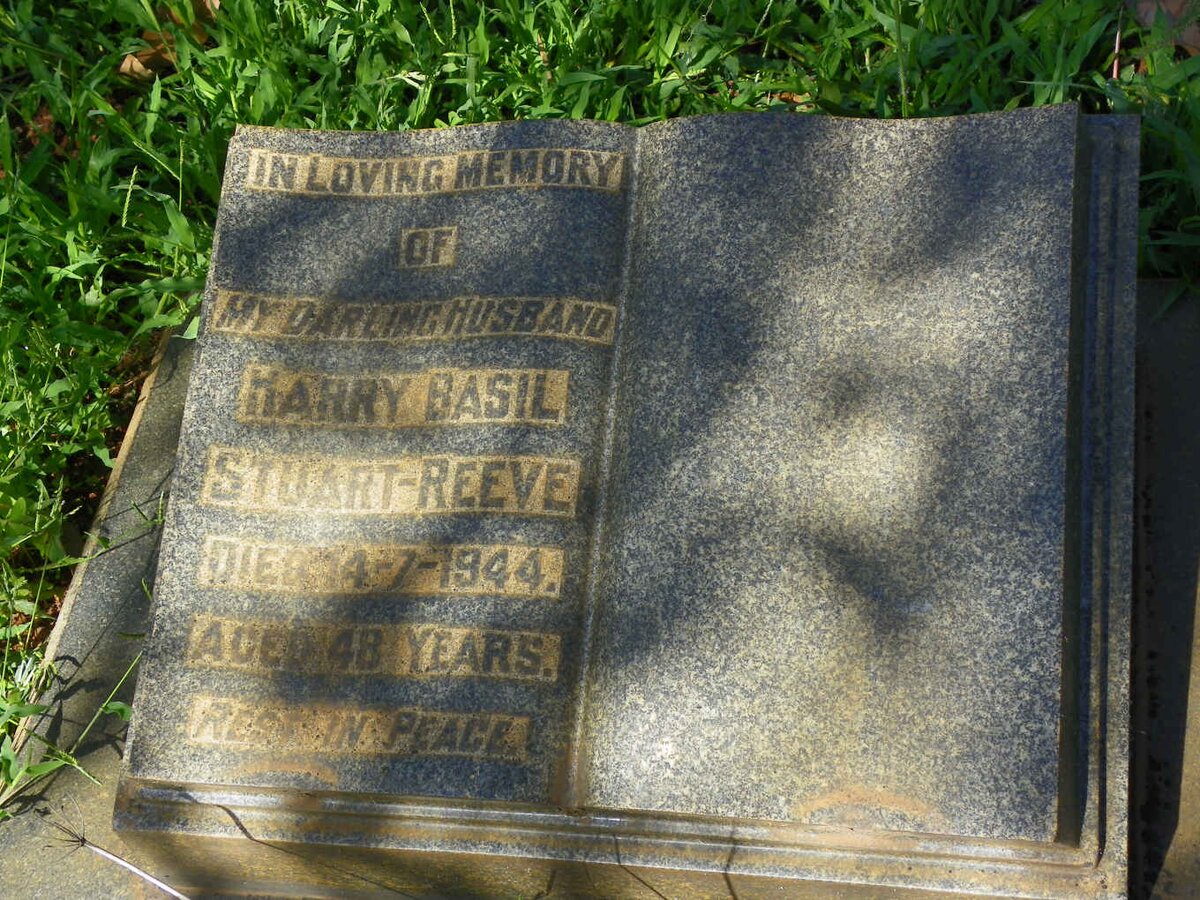 IN LOVING MEMORY
OF
MY DARLING HUSBAND
HARRY BASIL
STUART-REEVE
DIED 14-7-1944.
AGED 48 YEARS.
REST IN PEACE